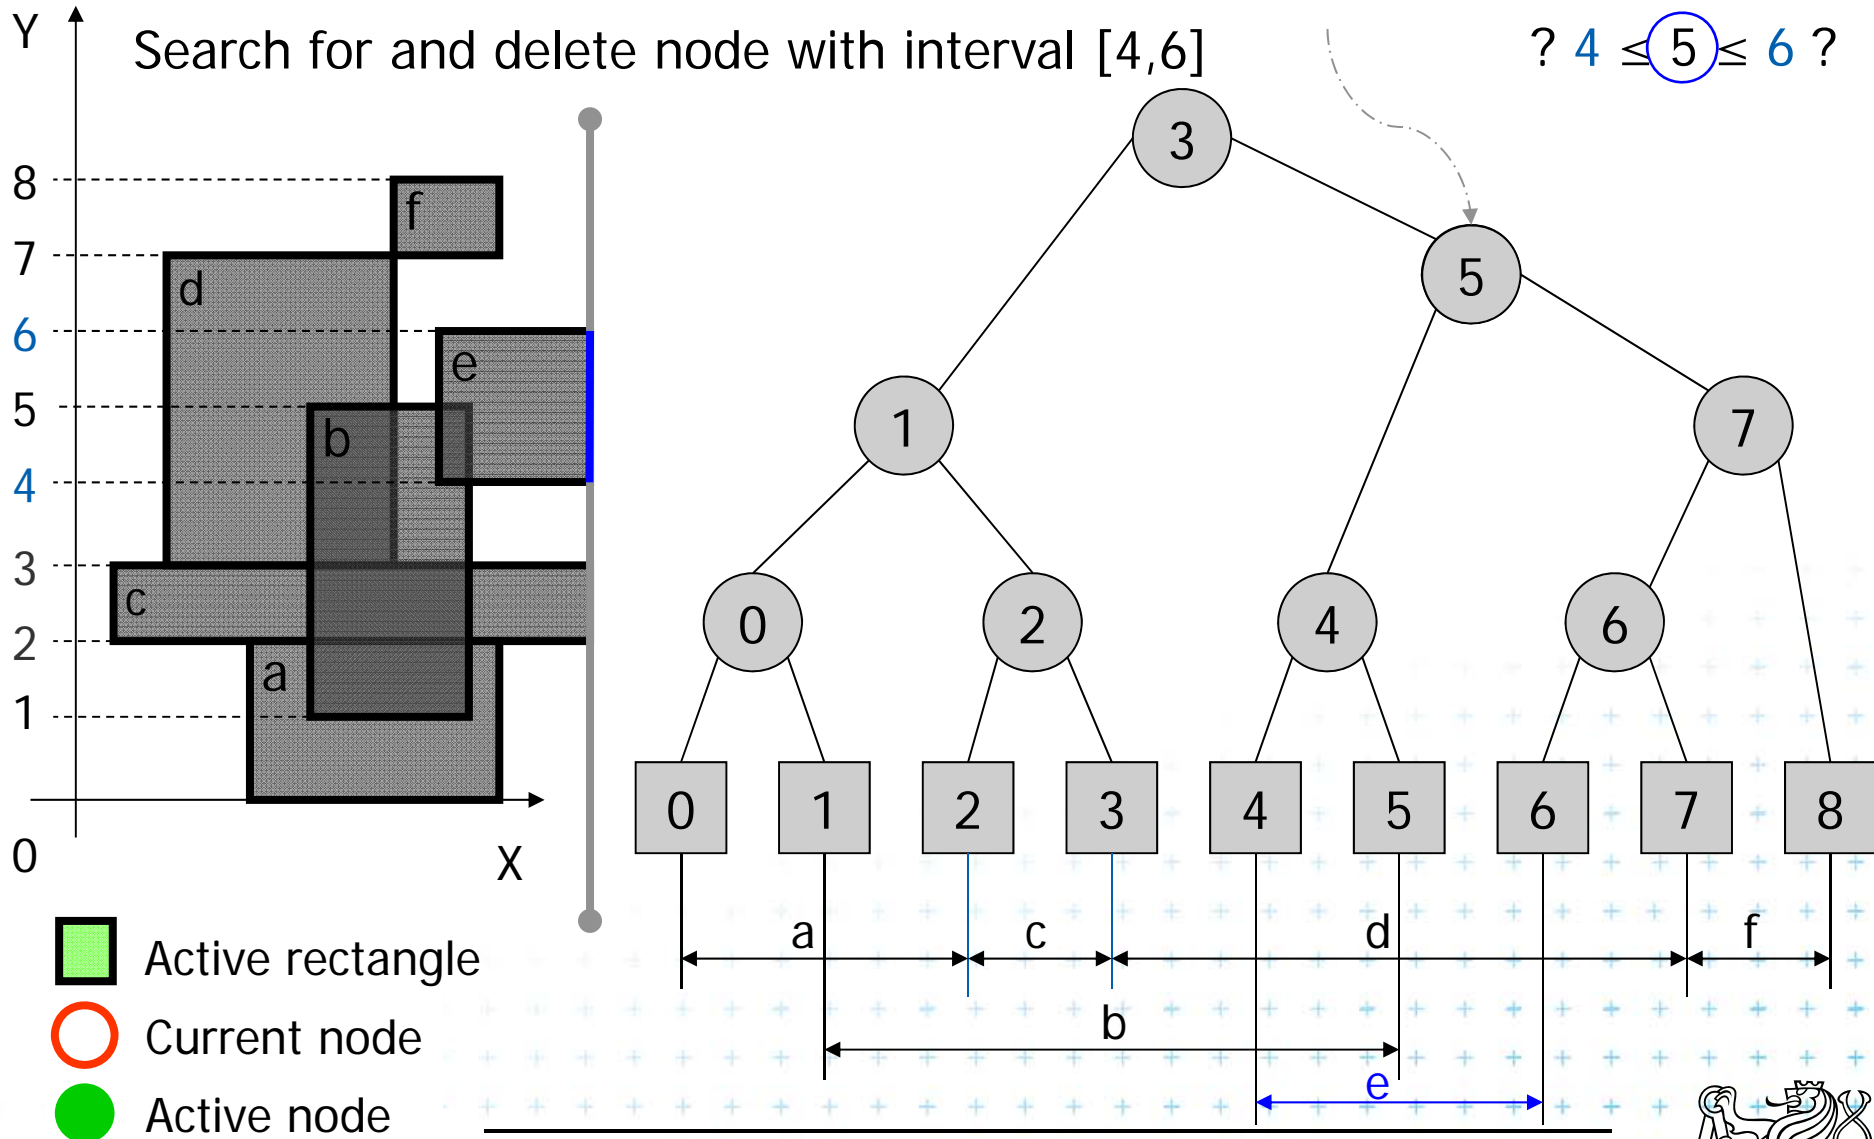 Y
Search for and delete node with interval [4,6]
? 4 ≤ 5 ≤ 6 ?
3
8
f
7
d
5
6
e
5
b
1
7
4
3
c
0
2
4
6
2
a
1
0
1
2
3
4
5
6
7
8
0
X
a
c
d
f
Active rectangle
b
Current node
e
Active node